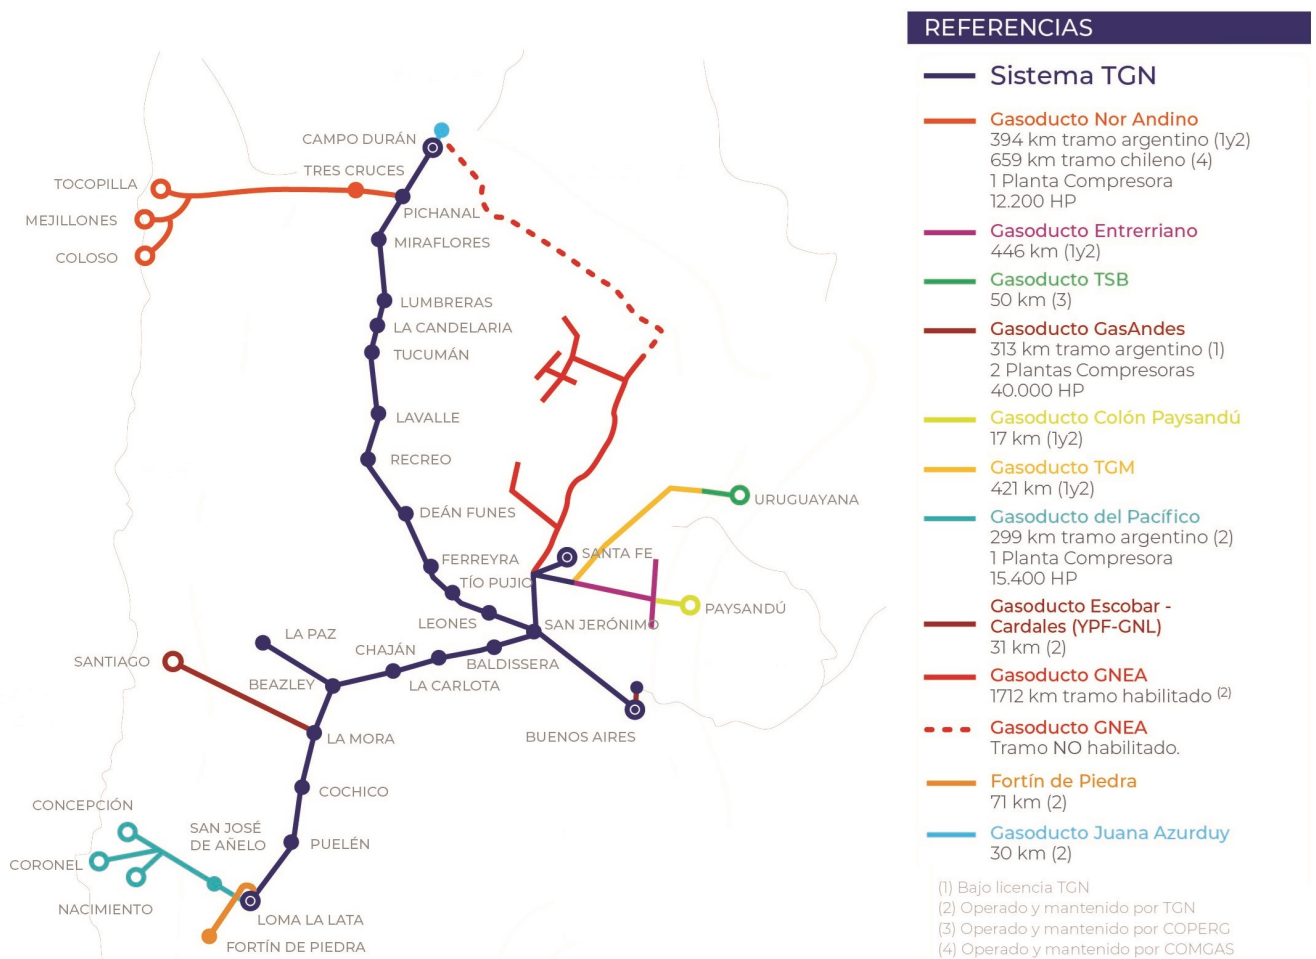 REFERENCIAS
Sistema TGN
Gasoducto Nor Andino
394 km tramo argentino (1y2)
659 km tramo chileno (4)
1 Planta Compresora
12.200 HP
Gasoducto Entrerriano
446 km (1y2)
Gasoducto TSB
50 km (3)
Gasoducto GasAndes
313 km tramo argentino (1)
2 Plantas Compresoras
40.000 HP
Gasoducto Colón Paysandú
17 km (1y2)
Gasoducto TGM
421 km (1y2)
Gasoducto del Pacífico
299 km tramo argentino (2)
1 Planta Compresora
15.400 HP
Gasoducto Escobar -
Cardales (YPF-GNL)
31 km (2)
Gasoducto GNEA
1712 km tramo habilitado (2)
Gasoducto GNEA
Tramo NO habilitado.
Fortín de Piedra
71 km (2)
Gasoducto Juana Azurduy
30 km (2)
(1) Bajo licencia TGN
(2) Operado y mantenido por TGN
(3) Operado y mantenido por COPERG
(4) Operado y mantenido por COMGAS
CAMPO DURÁN
TRES CRUCES
TOCOPILLA
PICHANAL
MEJILLONES
MIRAFLORES
COLOSO
LUMBRERAS
LA CANDELARIA
TUCUMÁN
LAVALLE
RECREO
URUGUAYANA
DEÁN FUNES
SANTA FE
FERREYRA
TÍO PUJIO
PAYSANDÚ
LEONES
SAN JERÓNIMO
LA PAZ
CHAJÁN
SANTIAGO
BALDISSERA
BEAZLEY
LA CARLOTA
LA MORA
BUENOS AIRES
COCHICO
CONCEPCIÓN
SAN JOSÉ
DE AÑELO
PUELÉN
CORONEL
NACIMIENTO
LOMA LA LATA
FORTÍN DE PIEDRA